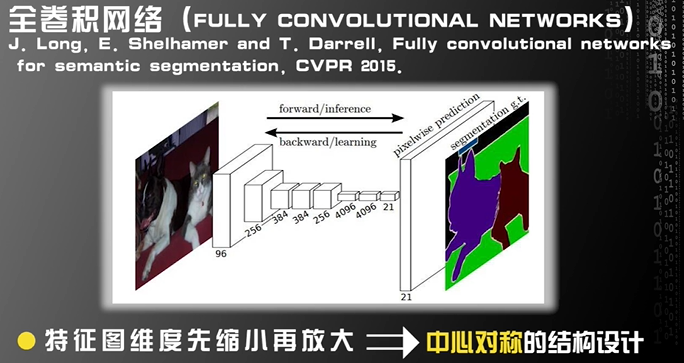 全卷积网络（FULLY CONVOLUTIONAL NETWORKS）
J. Long, E. Shelhamer and T. Darrell, Fully convolutional networks
for semantic segmentation, CVPR 2015.
forward/inference
backward/learning
pixelwise prediction
segmentation g.t.
96
256
384
384
256
4096
4096
21
21
特征图维度先缩小再放大
中心对称的结构设计